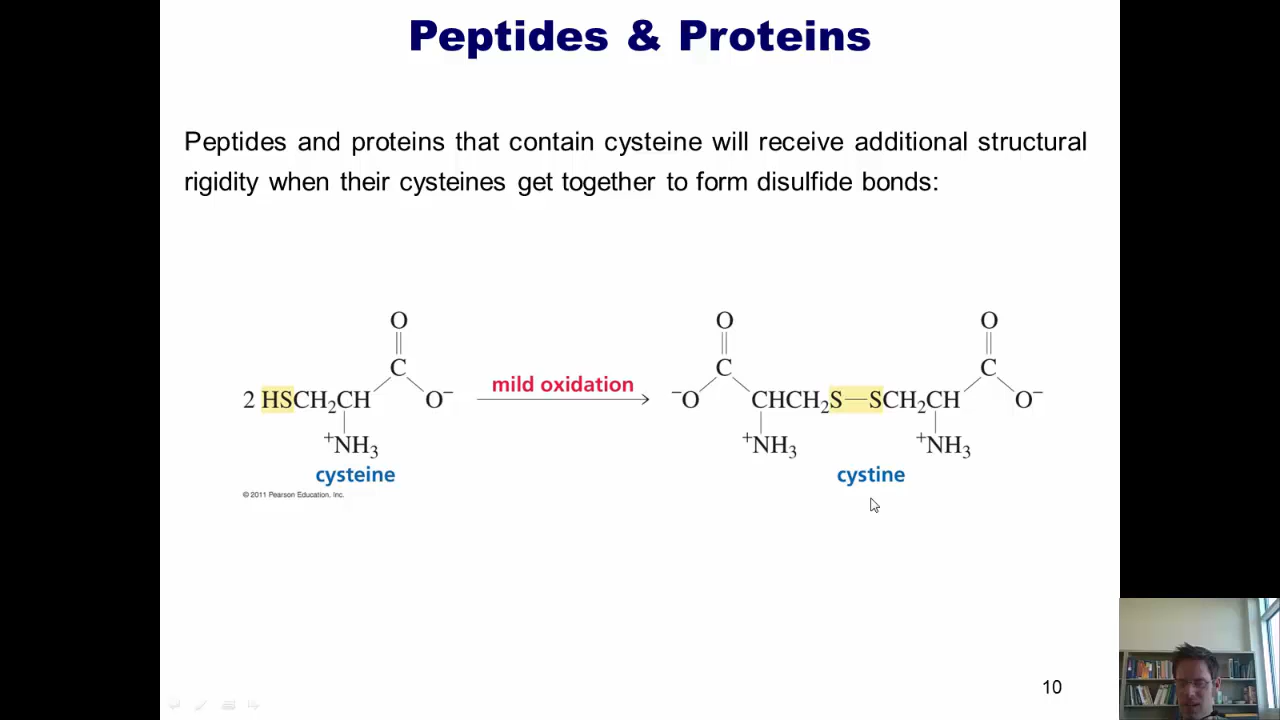 Peptides & Proteins
Peptides and proteins that contain cysteine will receive additional structural
rigidity when their cysteines get together to form disulfide bonds:
O
C
2 HSCH₂CH
O⁻
⁺NH₃
cysteine
mild oxidation
O
C
⁻O
CHCH₂S—SCH₂CH
⁺NH₃
O
C
O⁻
⁺NH₃
cystine
© 2011 Pearson Education, Inc.
10